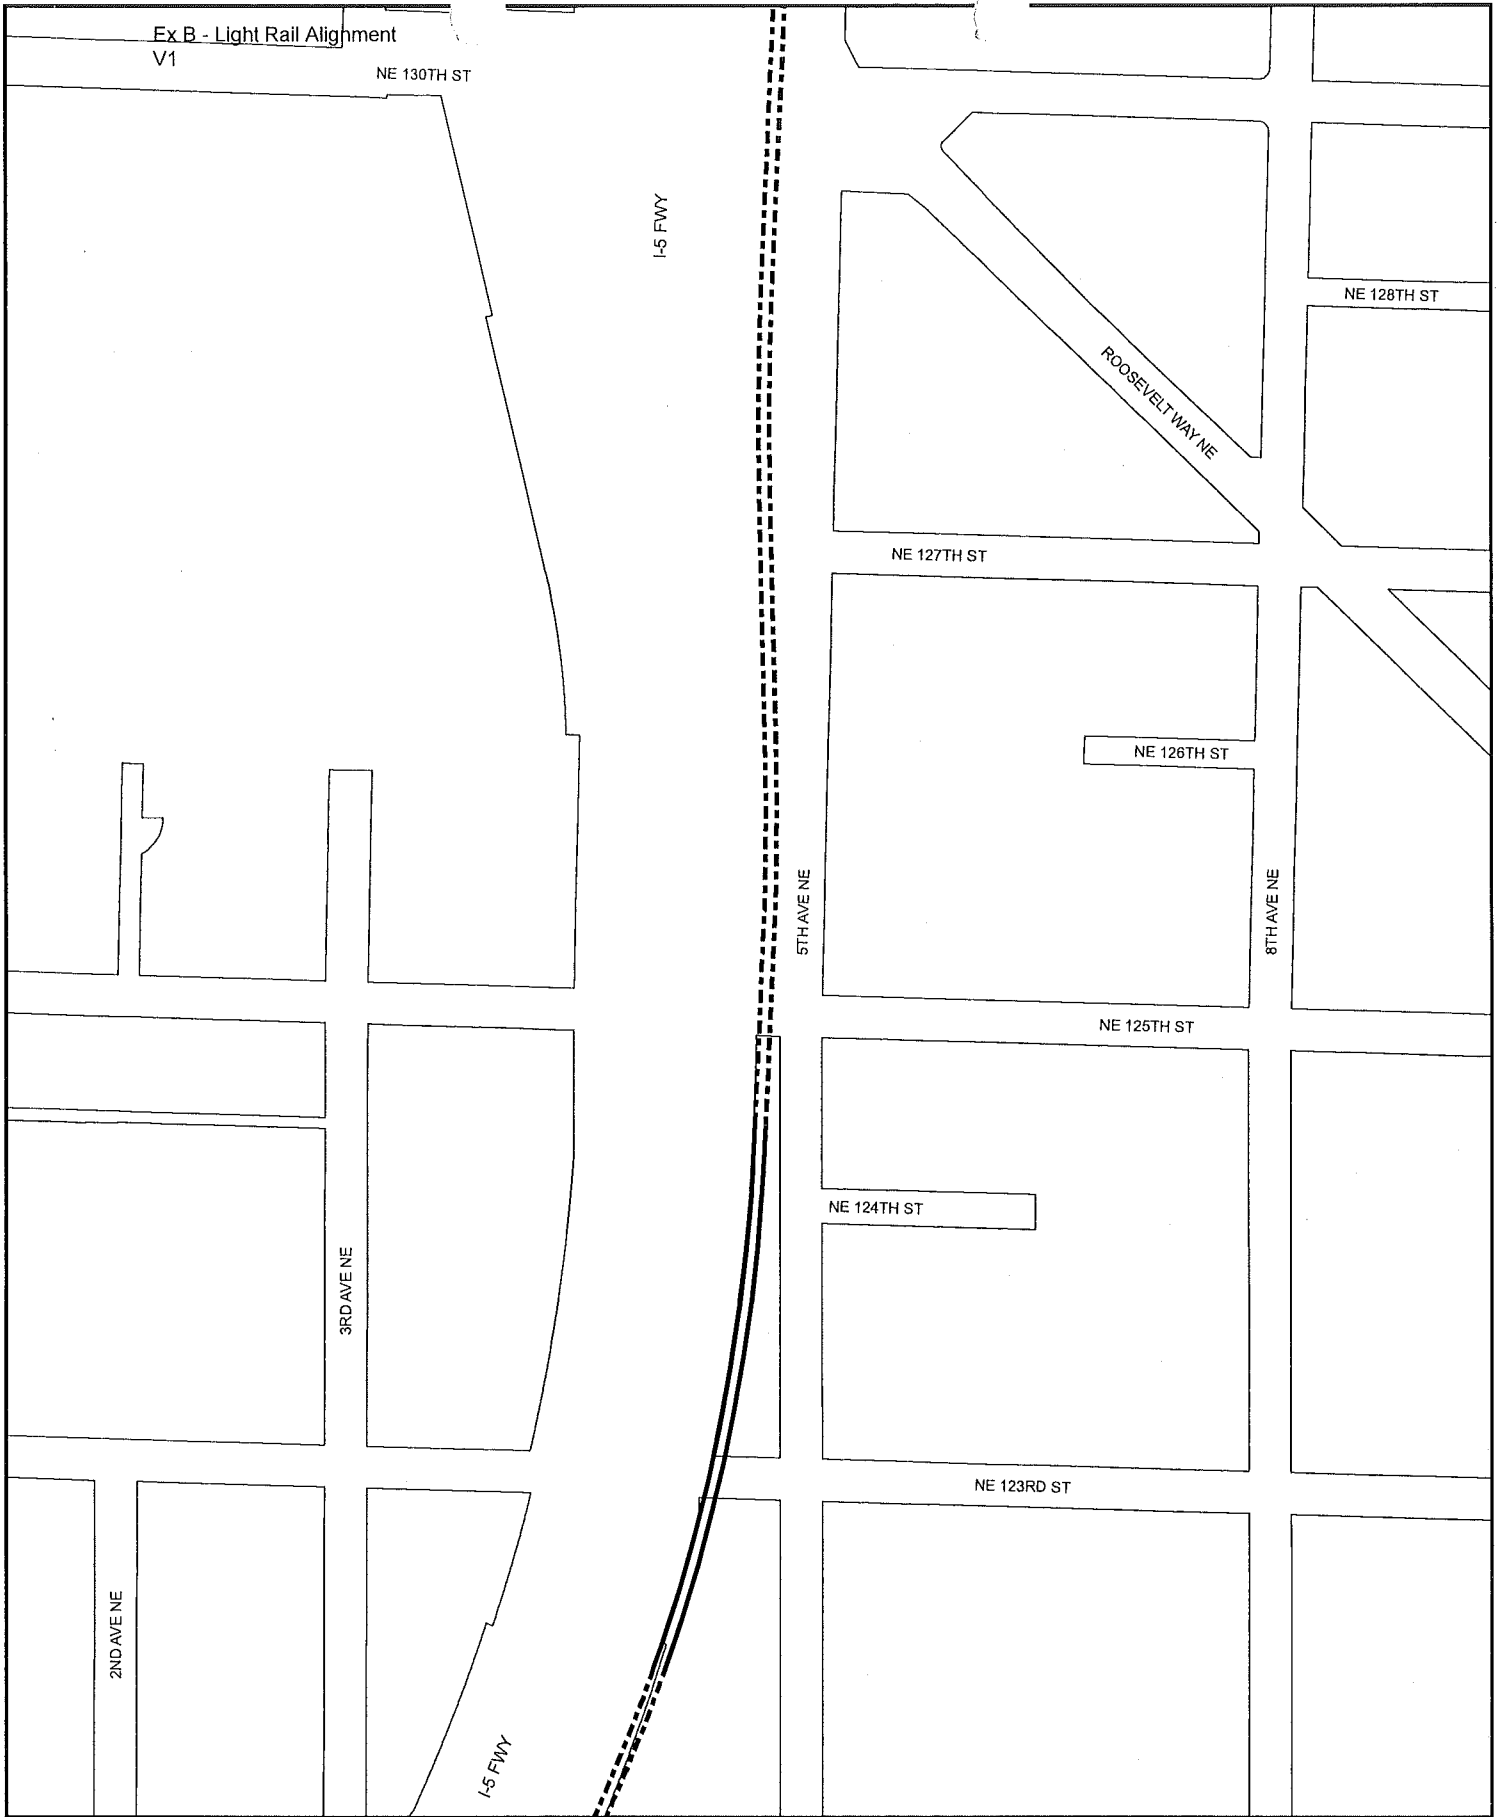 Ex B - Light Rail Alignment
V1
NE 130TH ST
I-5 FWY
NE 128TH ST
ROOSEVELT WAY NE
NE 127TH ST
NE 126TH ST
5TH AVE NE
8TH AVE NE
NE 125TH ST
NE 124TH ST
3RD AVE NE
NE 123RD ST
2ND AVE NE
I-5 FWY